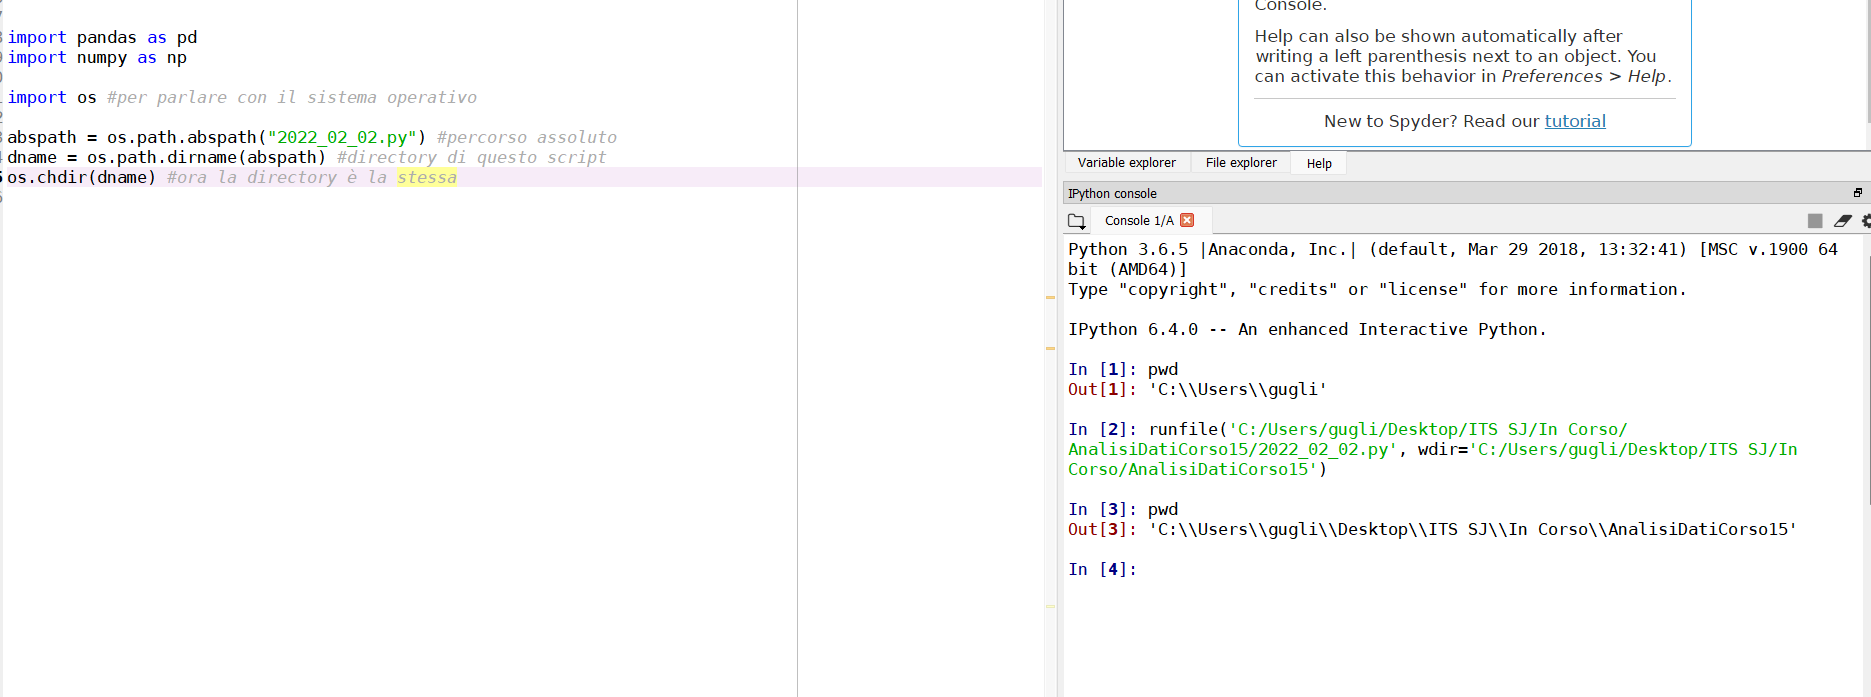 import pandas as pd
import numpy as np
import os #per parlare con il sistema operativo
abspath = os.path.abspath("2022_02_02.py") #percorso assoluto
dname = os.path.dirname(abspath) #directory di questo script
os.chdir(dname) #ora la directory è la stessa
Console.
Help can also be shown automatically after
writing a left parenthesis next to an object. You
can activate this behavior in Preferences > Help.
New to Spyder? Read our tutorial
Variable explorer File explorer Help
IPython console
Console 1/A
Python 3.6.5 |Anaconda, Inc.| (default, Mar 29 2018, 13:32:41) [MSC v.1900 64
bit (AMD64)]
Type "copyright", "credits" or "license" for more information.
IPython 6.4.0 -- An enhanced Interactive Python.
In [1]: pwd
Out[1]: 'C:\\Users\\gugli'
In [2]: runfile('C:/Users/gugli/Desktop/ITS SJ/In Corso/
AnalisiDatiCorso15/2022_02_02.py', wdir='C:/Users/gugli/Desktop/ITS SJ/In
Corso/AnalisiDatiCorso15')
In [3]: pwd
Out[3]: 'C:\\Users\\gugli\\Desktop\\ITS SJ\\In Corso\\AnalisiDatiCorso15'
In [4]: